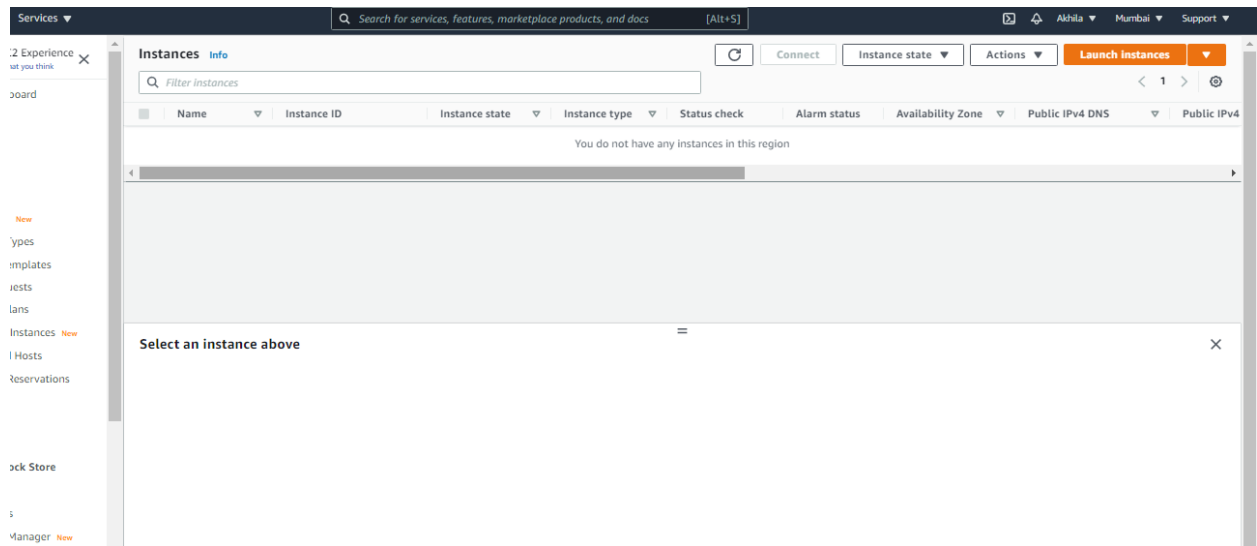 Services ▼ Search for services, features, marketplace products, and docs [Alt+S] Akhila ▼ Mumbai ▼ Support ▼
2 Experience
hat you think
board
New
ypes
emplates
uests
lans
Instances New
Hosts
Reservations
ock Store
s
Manager New
Instances Info Connect Instance state ▼ Actions ▼ Launch instances ▼
Filter instances < 1 >
Name Instance ID Instance state Instance type Status check Alarm status Availability Zone Public IPv4 DNS Public IPv4
You do not have any instances in this region
Select an instance above